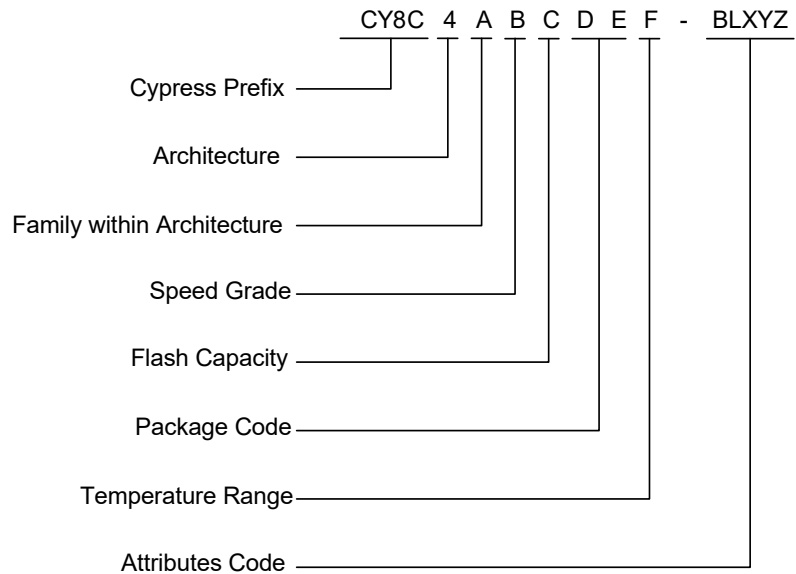 CY8C 4 A B C D E F - BLXYZ
Cypress Prefix
Architecture
Family within Architecture
Speed Grade
Flash Capacity
Package Code
Temperature Range
Attributes Code